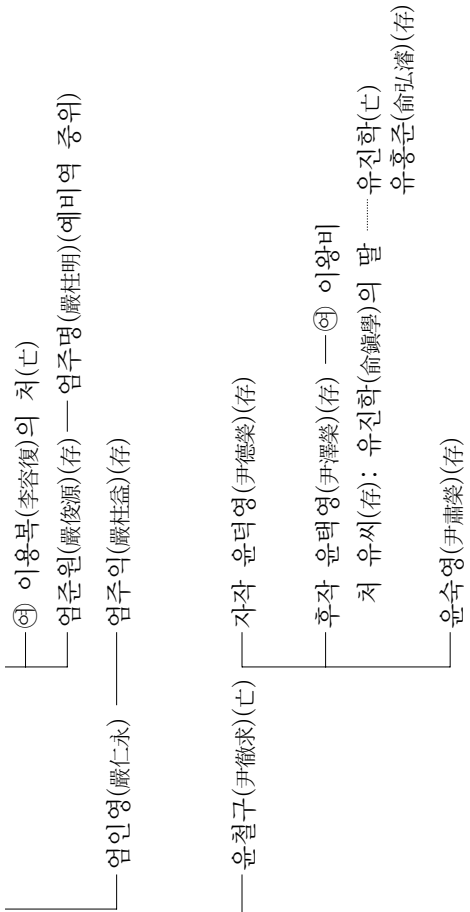 여 이용복(李容復)의 처(亡)
엄준원(嚴俊源)(存) ― 엄주명(嚴柱明)(예비역 중위)
엄인영(嚴仁永) ― 엄주익(嚴柱益)(存)
윤철구(尹徹求)(亡) 자작 윤덕영(尹德榮)(存)
후작 윤택영(尹澤榮)(存) ― 여 이왕비
처 유씨(存): 유진학(兪鎭學)의 딸 …… 유진학(亡)
유홍준(兪弘濬)(存)
윤숙영(尹肅榮)(存)